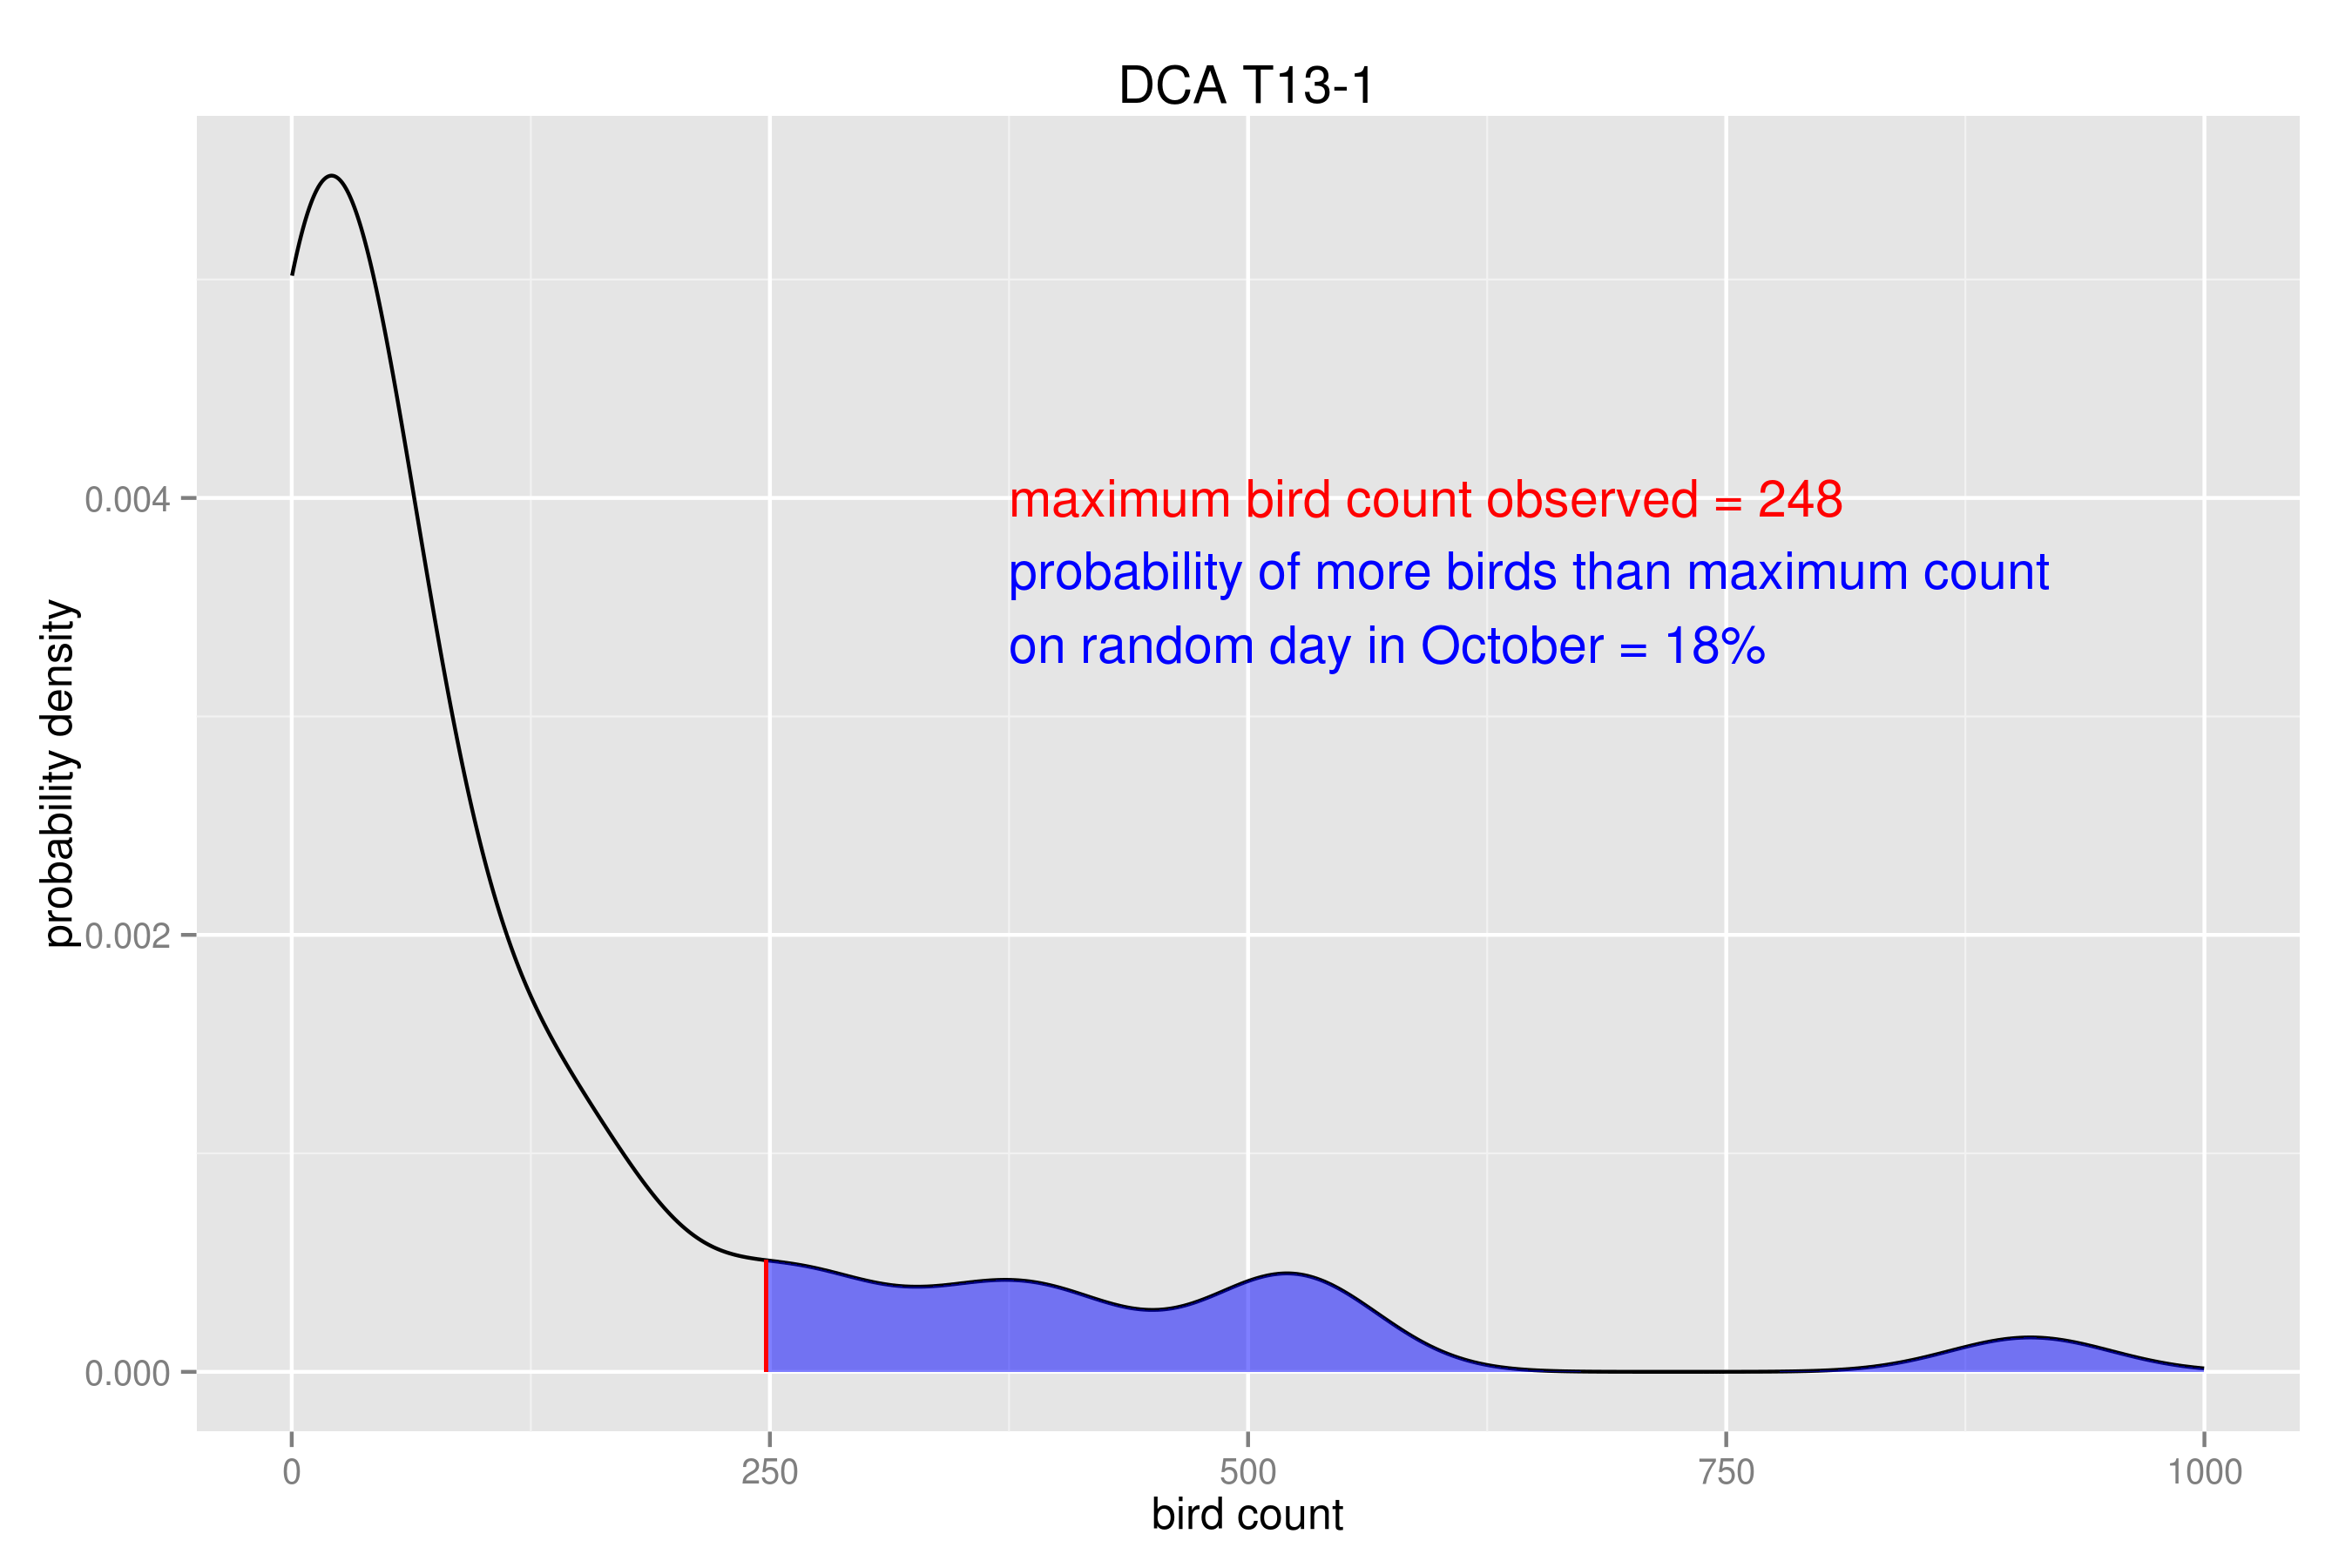 DCA T13-1
maximum bird count observed = 248
probability of more birds than maximum count
on random day in October = 18%
probability density
0.004
0.002
0.000
0
250
500
750
1000
bird count